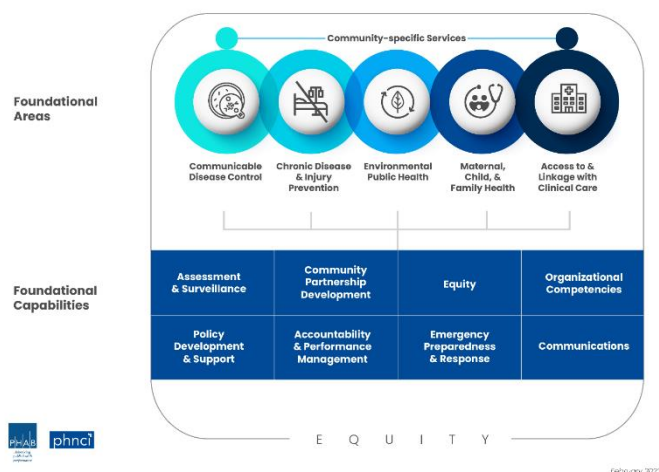 Community-specific Services
Foundational
Areas
Communicable
Disease Control
Chronic Disease
& Injury
Prevention
Environmental
Public Health
Maternal,
Child, &
Family Health
Access to &
Linkage with
Clinical Care
Foundational
Capabilities
Assessment
& Surveillance
Community
Partnership
Development
Equity
Organizational
Competencies
Policy
Development
& Support
Accountability
& Performance
Management
Emergency
Preparedness
& Response
Communications
PHAB
phnci
EQUITY
February